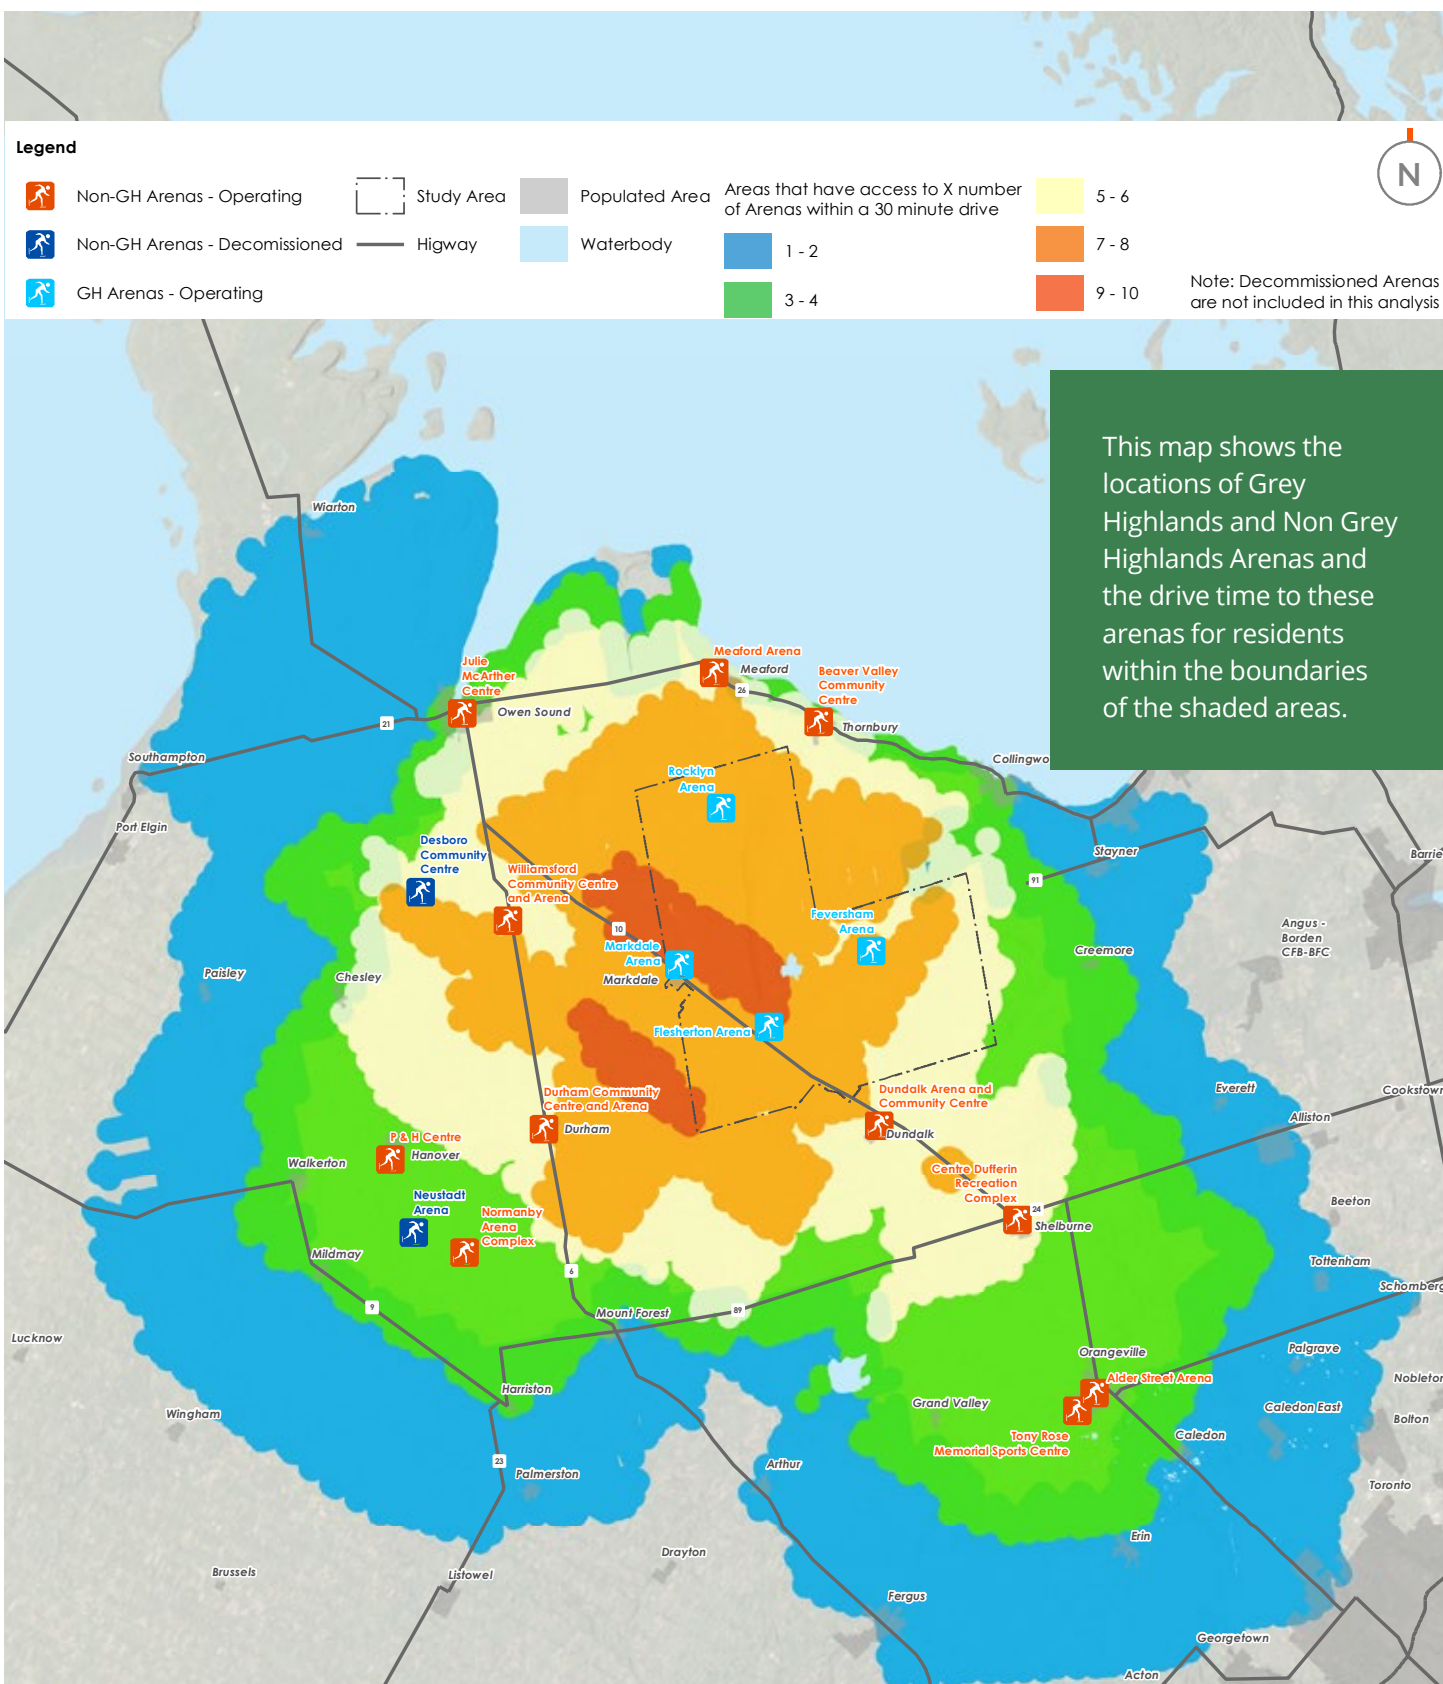 Legend
Non-GH Arenas - Operating
Non-GH Arenas - Decomissioned
GH Arenas - Operating
Study Area
Higway
Populated Area
Waterbody
Areas that have access to X number
of Arenas within a 30 minute drive
1 - 2
3 - 4
5 - 6
7 - 8
9 - 10
Note: Decommissioned Arenas
are not included in this analysis
N
This map shows the
locations of Grey
Highlands and Non Grey
Highlands Arenas and
the drive time to these
arenas for residents
within the boundaries
of the shaded areas.
Wiarton
Julie
McArther
Centre
Owen Sound
21
Meaford Arena
Meaford
26
Beaver Valley
Community
Centre
Thornbury
Collingwo
Southampton
Port Elgin
Rocklyn
Arena
Desboro
Community
Centre
Williamsford
Community Centre
and Arena
Stayner
Barrie
91
10
Feversham
Arena
Angus -
Borden
CFB-BFC
Creemore
Markdale
Arena
Markdale
Paisley
Chesley
Flesherton Arena
Durham Community
Centre and Arena
Durham
Dundalk Arena and
Community Centre
Dundalk
Everett
Cookstown
Alliston
P & H Centre
Hanover
Walkerton
Centre Dufferin
Recreation
Complex
24
Shelburne
Beeton
Neustadt
Arena
Normanby
Arena
Complex
Mildmay
6
Tottenham
Schomberg
9
Mount Forest
89
Lucknow
Orangeville
Palgrave
Alder Street Arena
Nobleton
Harriston
Grand Valley
Caledon East
Bolton
Wingham
Tony Rose
Memorial Sports Centre
Caledon
23
Palmerston
Arthur
Toronto
Erin
Drayton
Brussels
Listowel
Fergus
Georgetown
Acton